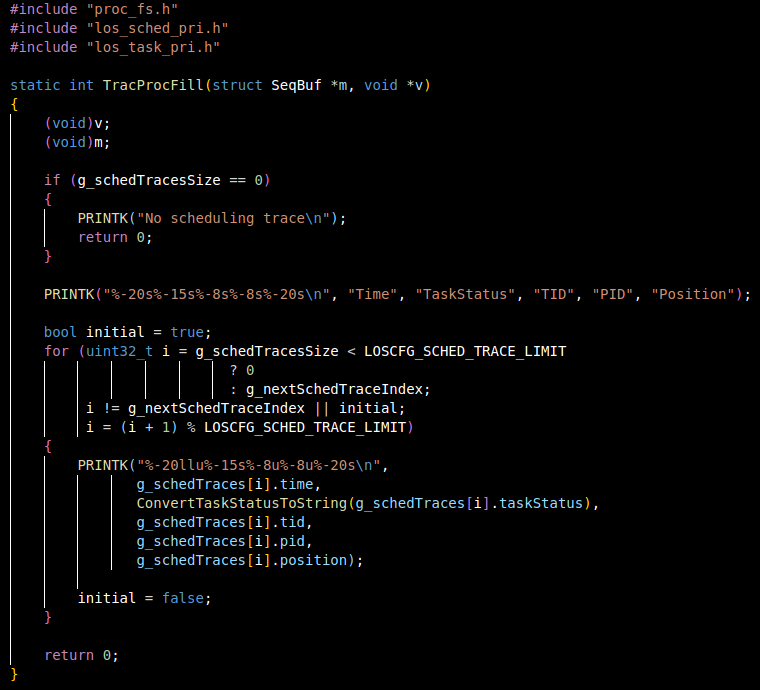 #include "proc_fs.h"
#include "los_sched_pri.h"
#include "los_task_pri.h"

static int TracProcFill(struct SeqBuf *m, void *v)
{
    (void)v;
    (void)m;

    if (g_schedTracesSize == 0)
    {
        PRINTK("No scheduling trace\n");
        return 0;
    }

    PRINTK("%-20s%-15s%-8s%-8s%-20s\n", "Time", "TaskStatus", "TID", "PID", "Position");

    bool initial = true;
    for (uint32_t i = g_schedTracesSize < LOSCFG_SCHED_TRACE_LIMIT
                          ? 0
                          : g_nextSchedTraceIndex;
         i != g_nextSchedTraceIndex || initial;
         i = (i + 1) % LOSCFG_SCHED_TRACE_LIMIT)
    {
        PRINTK("%-20llu%-15s%-8u%-8u%-20s\n",
               g_schedTraces[i].time,
               ConvertTaskStatusToString(g_schedTraces[i].taskStatus),
               g_schedTraces[i].tid,
               g_schedTraces[i].pid,
               g_schedTraces[i].position);

        initial = false;
    }

    return 0;
}